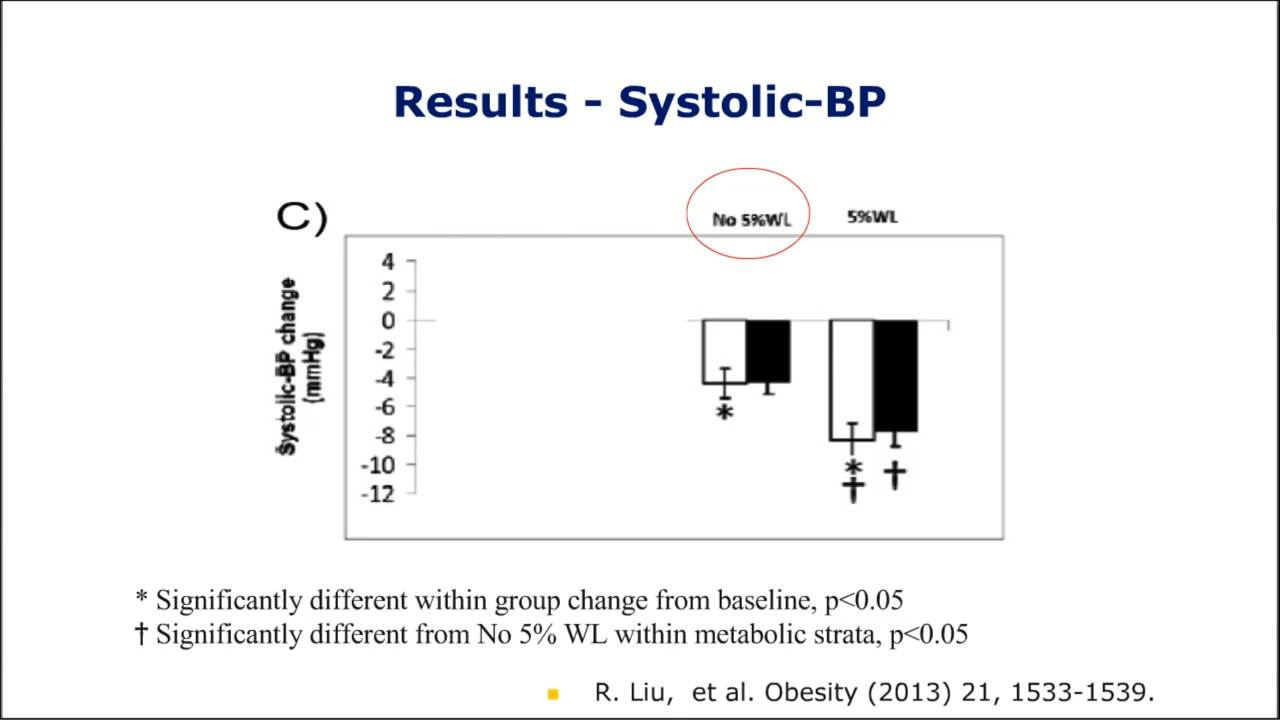 Results - Systolic-BP
C)
No 5%WL
5%WL
Systolic-BP change
(mmHg)
4
2
0
-2
-4
-6
-8
-10
-12
*
*
†
†
* Significantly different within group change from baseline, p<0.05
† Significantly different from No 5% WL within metabolic strata, p<0.05
R. Liu, et al. Obesity (2013) 21, 1533-1539.